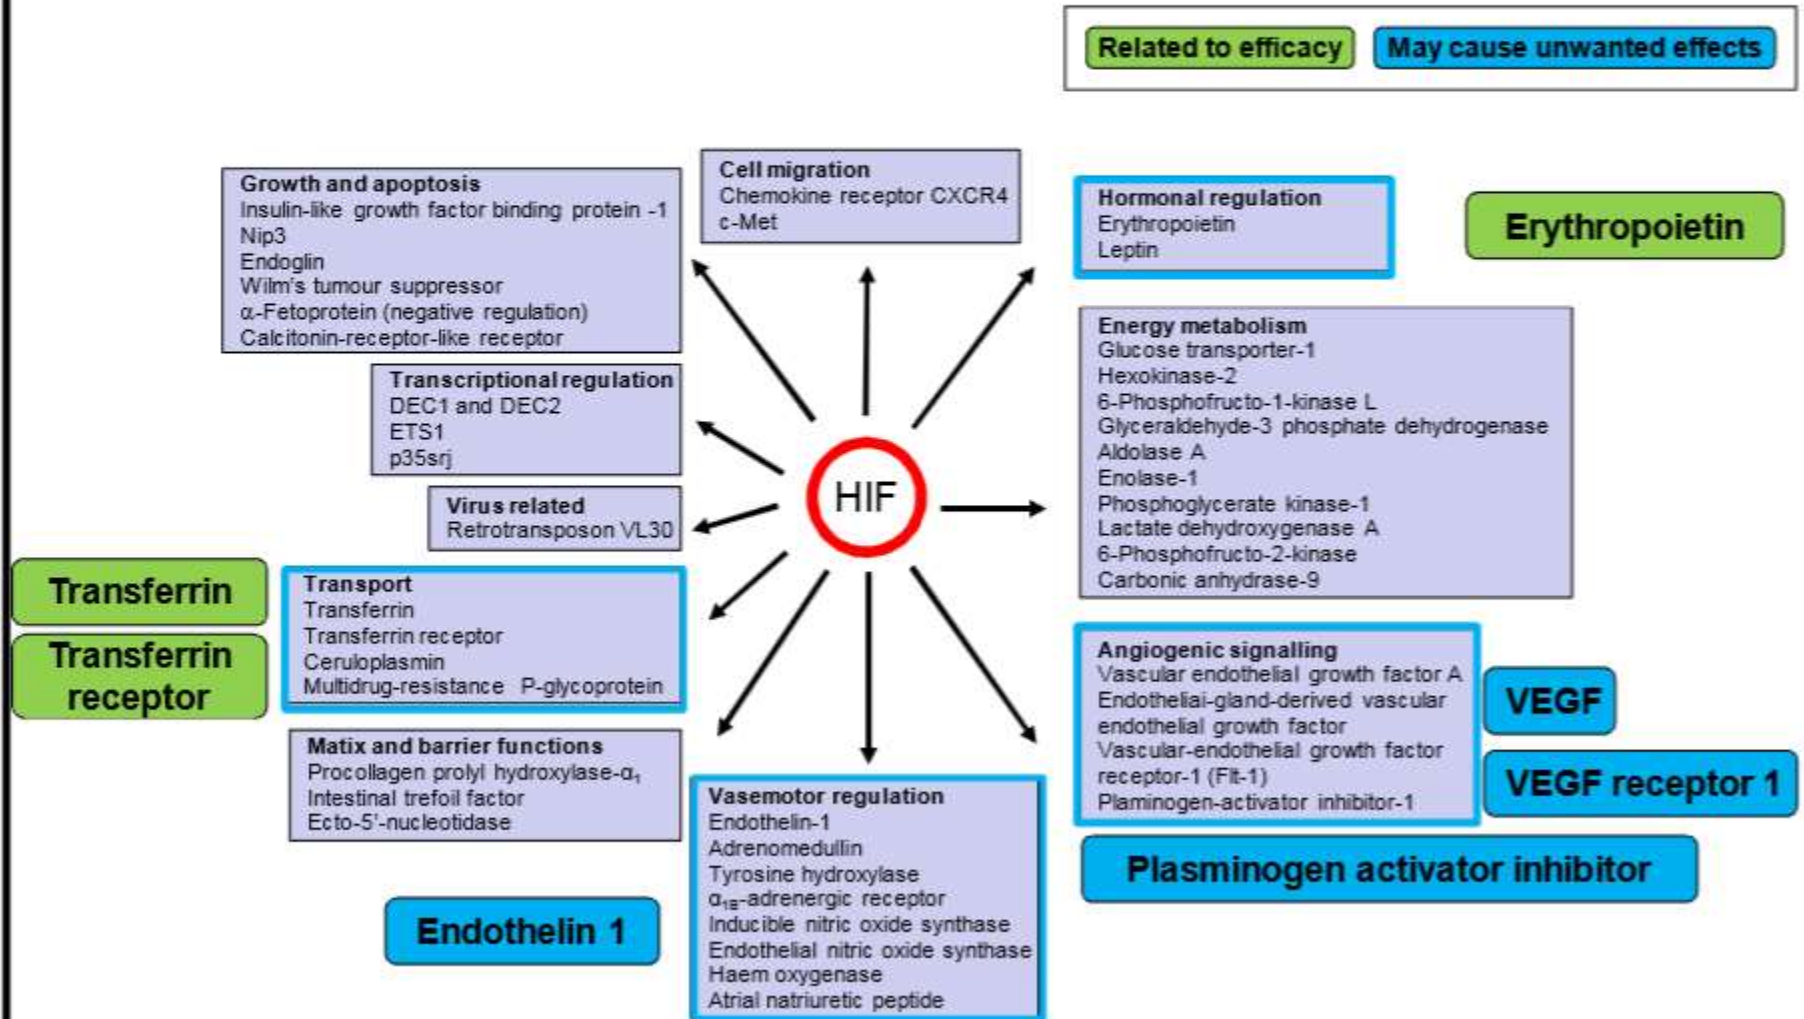 Related to efficacy
May cause unwanted effects
Growth and apoptosis
Insulin-like growth factor binding protein -1
Nip3
Endoglin
Wilm's tumour suppressor
α-Fetoprotein (negative regulation)
Calcitonin-receptor-like receptor
Cell migration
Chemokine receptor CXCR4
c-Met
Hormonal regulation
Erythropoietin
Leptin
Erythropoietin
Transcriptional regulation
DEC1 and DEC2
ETS1
p35srj
Energy metabolism
Glucose transporter-1
Hexokinase-2
6-Phosphofructo-1-kinase L
Glyceraldehyde-3 phosphate dehydrogenase
Aldolase A
Enolase-1
Phosphoglycerate kinase-1
Lactate dehydroxygenase A
6-Phosphofructo-2-kinase
Carbonic anhydrase-9
HIF
Virus related
Retrotransposon VL30
Transferrin
Transferrin
receptor
Transport
Transferrin
Transferrin receptor
Ceruloplasmin
Multidrug-resistance P-glycoprotein
Angiogenic signalling
Vascular endothelial growth factor A
Endotheliai-gland-derived vascular
endothelial growth factor
Vascular-endothelial growth factor
receptor-1 (Flt-1)
Plaminogen-activator inhibitor-1
VEGF
VEGF receptor 1
Matix and barrier functions
Procollagen prolyl hydroxylase-α₁
Intestinal trefoil factor
Ecto-5'-nucleotidase
Vasemotor regulation
Endothelin-1
Adrenomedullin
Tyrosine hydroxylase
α₁B-adrenergic receptor
Inducible nitric oxide synthase
Endothelial nitric oxide synthase
Haem oxygenase
Atrial natriuretic peptide
Plasminogen activator inhibitor
Endothelin 1